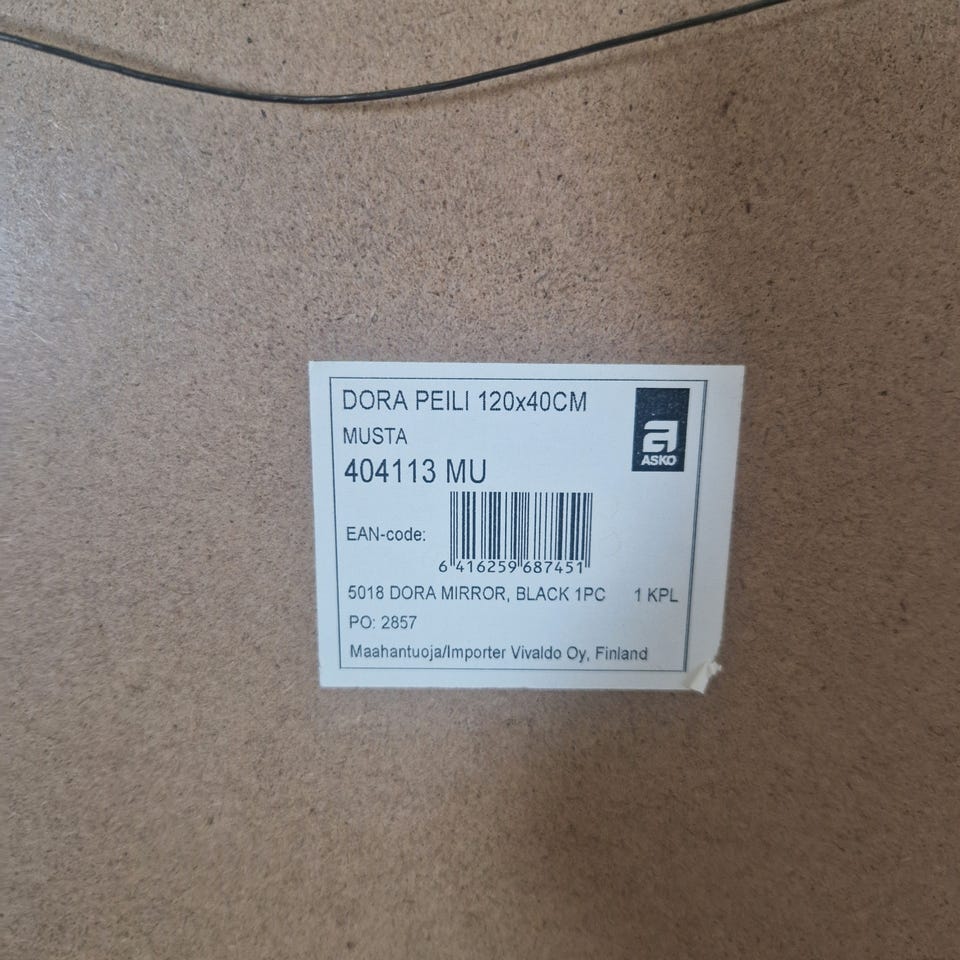 DORA PEILI 120x40CM
MUSTA
404113 MU
a
ASKO
EAN-code:
6 416259 687451
5018 DORA MIRROR, BLACK 1PC 1 KPL
PO: 2857
Maahantuoja/Importer Vivaldo Oy, Finland